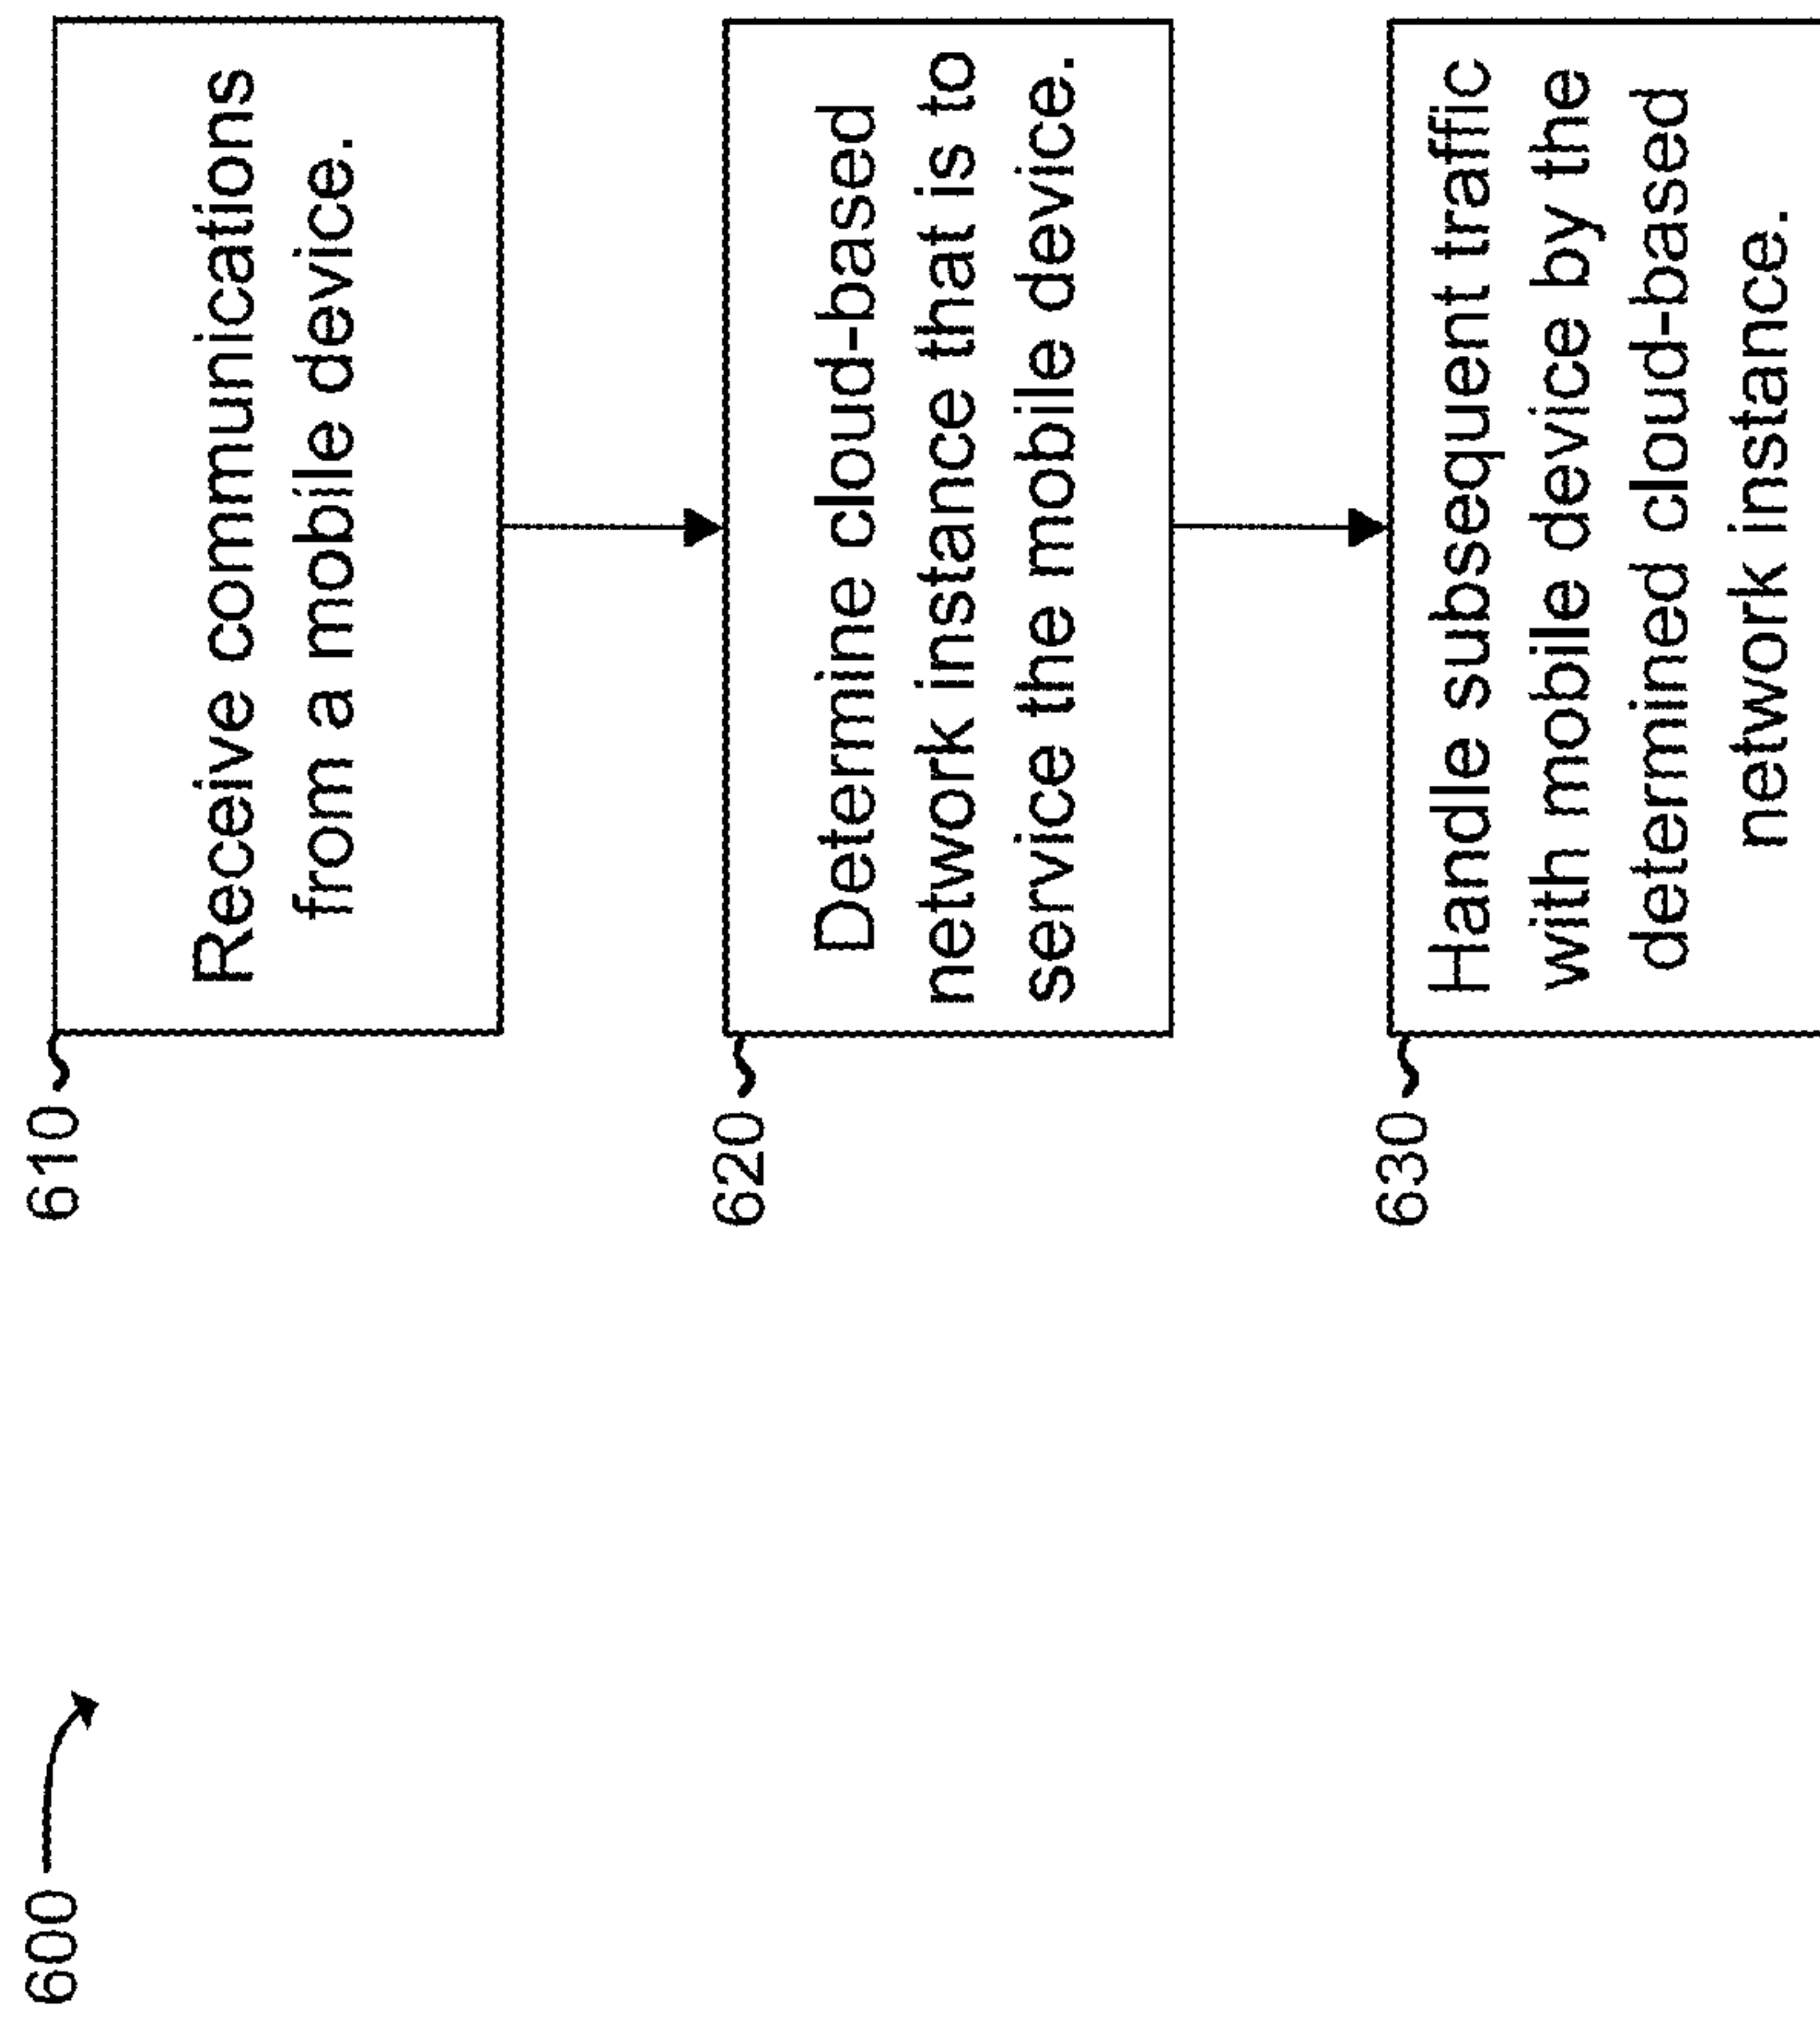 600
610
Receive communications
from a mobile device.
620
Determine cloud-based
network instance that is to
service the mobile device.
630
Handle subsequent traffic
with mobile device by the
determined cloud-based
network instance.